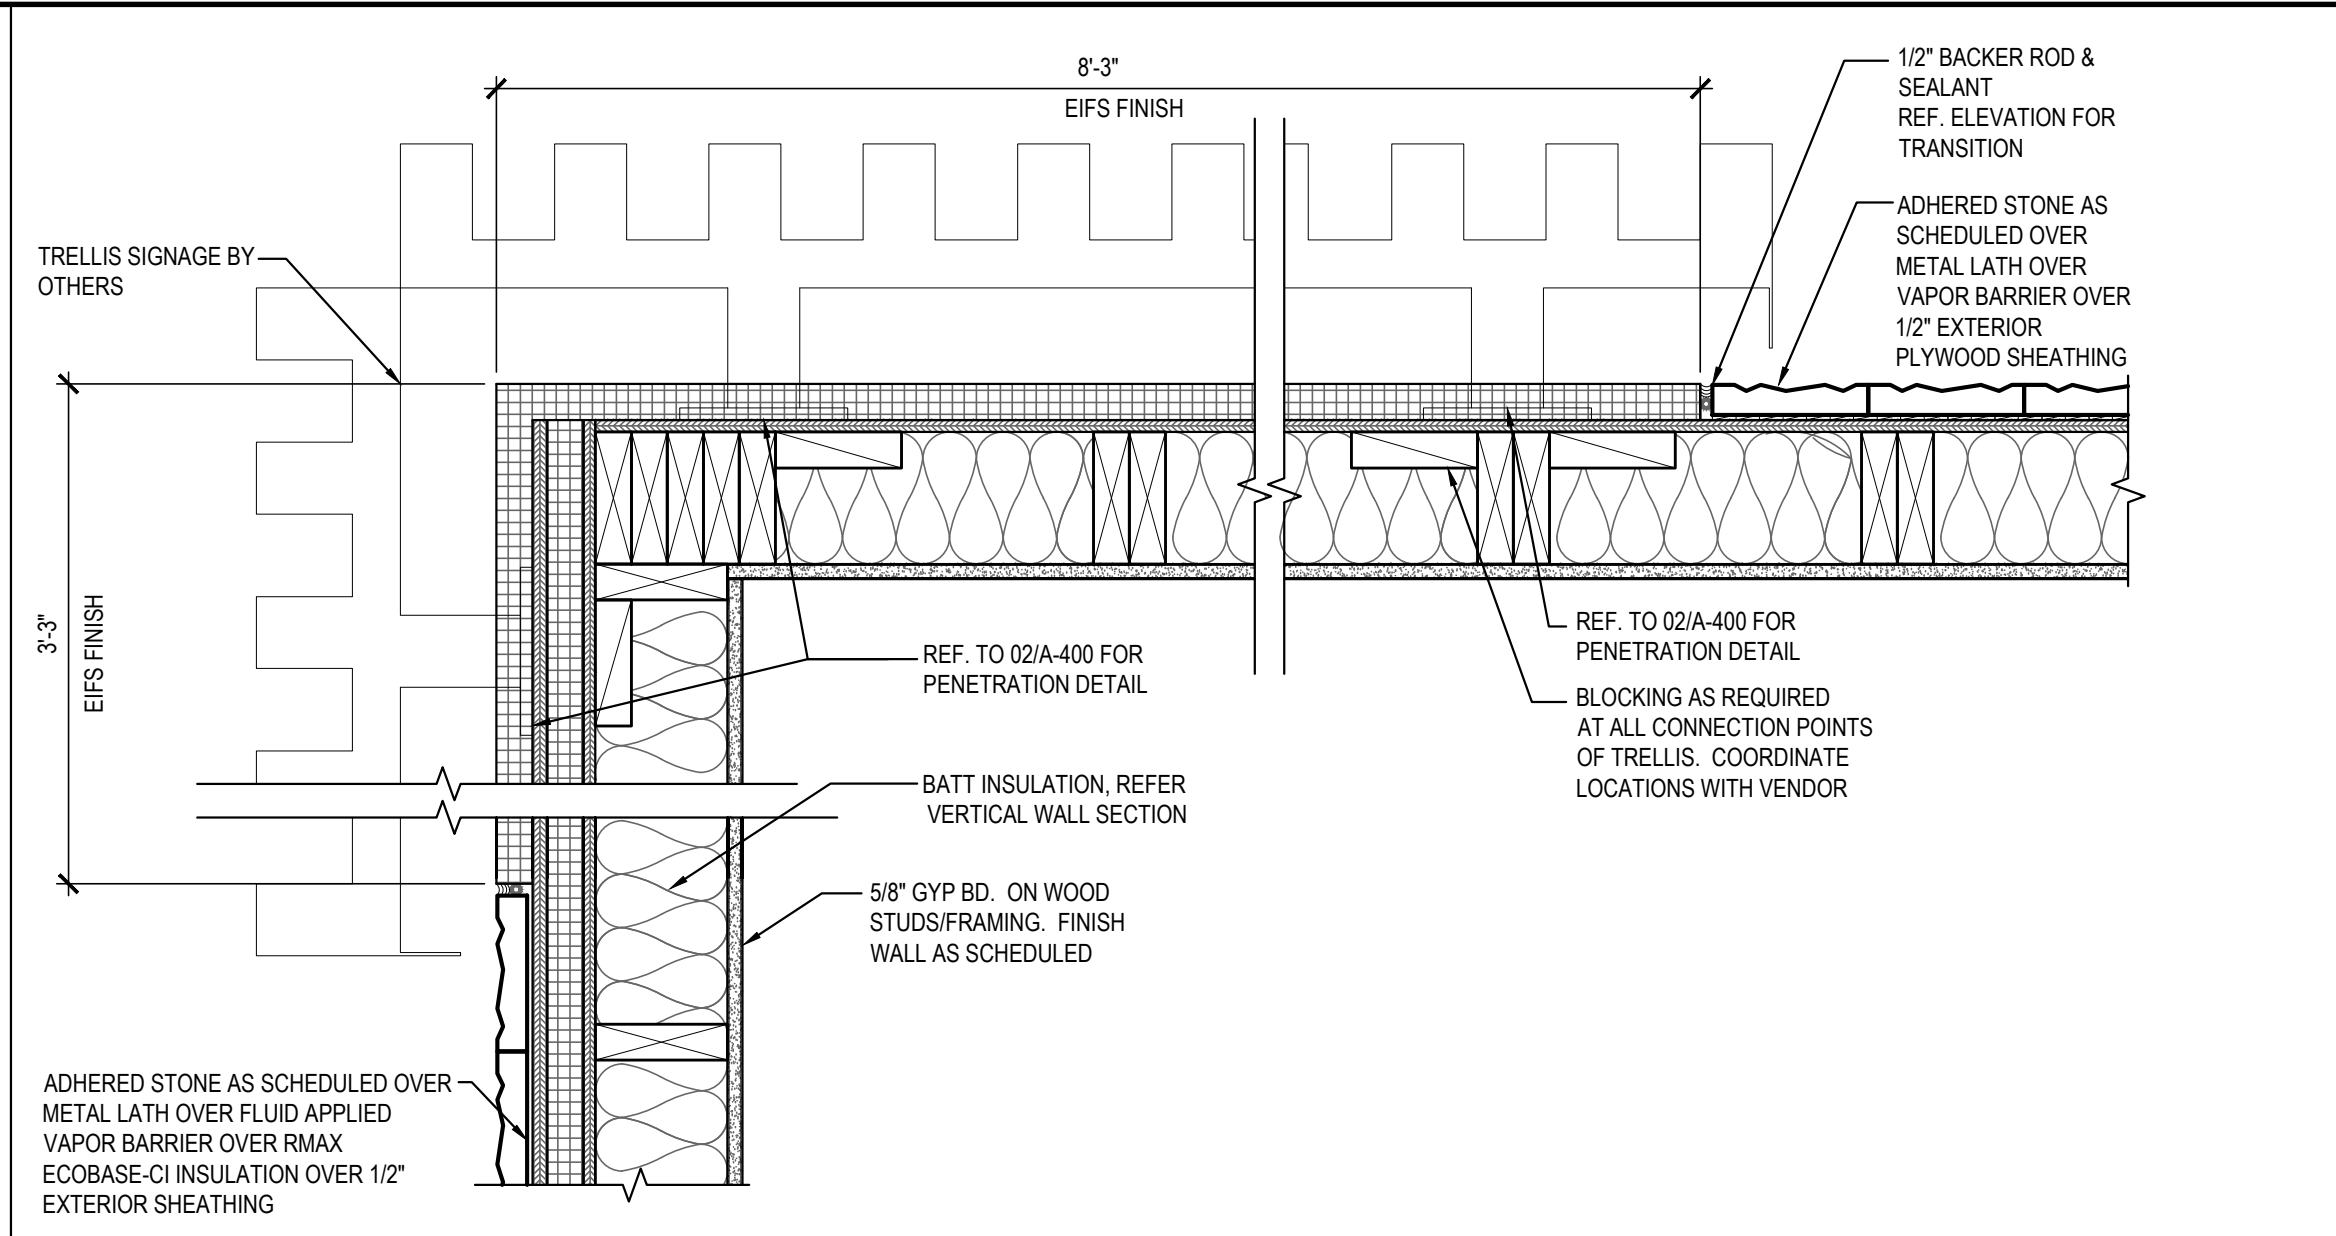 8'-3"
EIFS FINISH
1/2" BACKER ROD &
SEALANT
REF. ELEVATION FOR
TRANSITION
ADHERED STONE AS
SCHEDULED OVER
METAL LATH OVER
VAPOR BARRIER OVER
1/2" EXTERIOR
PLYWOOD SHEATHING
TRELLIS SIGNAGE BY
OTHERS
3'-3"
EIFS FINISH
REF. TO 02/A-400 FOR
PENETRATION DETAIL
REF. TO 02/A-400 FOR
PENETRATION DETAIL
BLOCKING AS REQUIRED
AT ALL CONNECTION POINTS
OF TRELLIS. COORDINATE
LOCATIONS WITH VENDOR
BATT INSULATION, REFER
VERTICAL WALL SECTION
5/8" GYP BD. ON WOOD
STUDS/FRAMING. FINISH
WALL AS SCHEDULED
ADHERED STONE AS SCHEDULED OVER
METAL LATH OVER FLUID APPLIED
VAPOR BARRIER OVER RMAX
ECOBASE-CI INSULATION OVER 1/2"
EXTERIOR SHEATHING